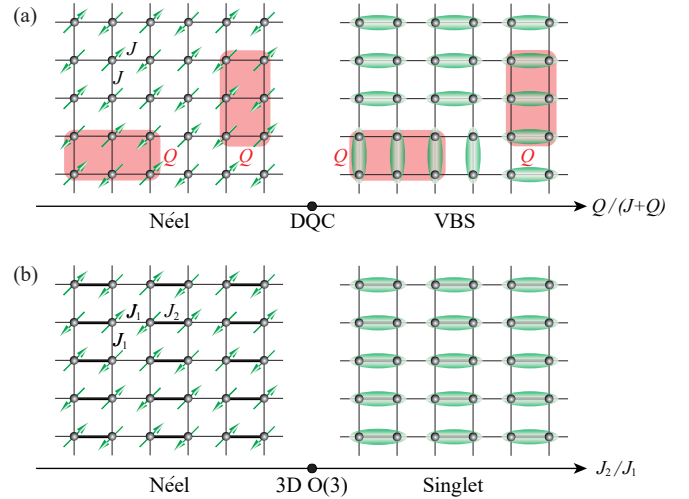 (a)
J
J
Q
Q
Q
Q
Néel
DQC
VBS
Q/(J+Q)
(b)
J₁
J₂
J₁
Néel
3D O(3)
Singlet
J₂/J₁